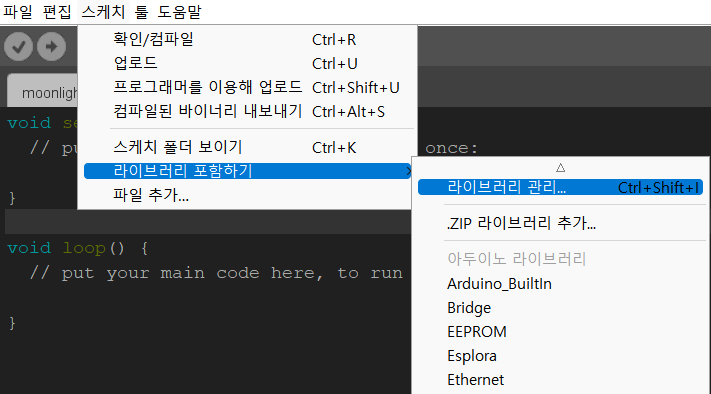 파일 편집 스케치 툴 도움말
확인/컴파일 Ctrl+R
업로드 Ctrl+U
프로그래머를 이용해 업로드 Ctrl+Shift+U
컴파일된 바이너리 내보내기 Ctrl+Alt+S
스케치 폴더 보이기 Ctrl+K
라이브러리 포함하기
파일 추가...
라이브러리 관리... Ctrl+Shift+I
.ZIP 라이브러리 추가...
아두이노 라이브러리
Arduino_BuiltIn
Bridge
EEPROM
Esplora
Ethernet
moonligh
void se
// pu once:
}
void loop() {
// put your main code here, to run
}